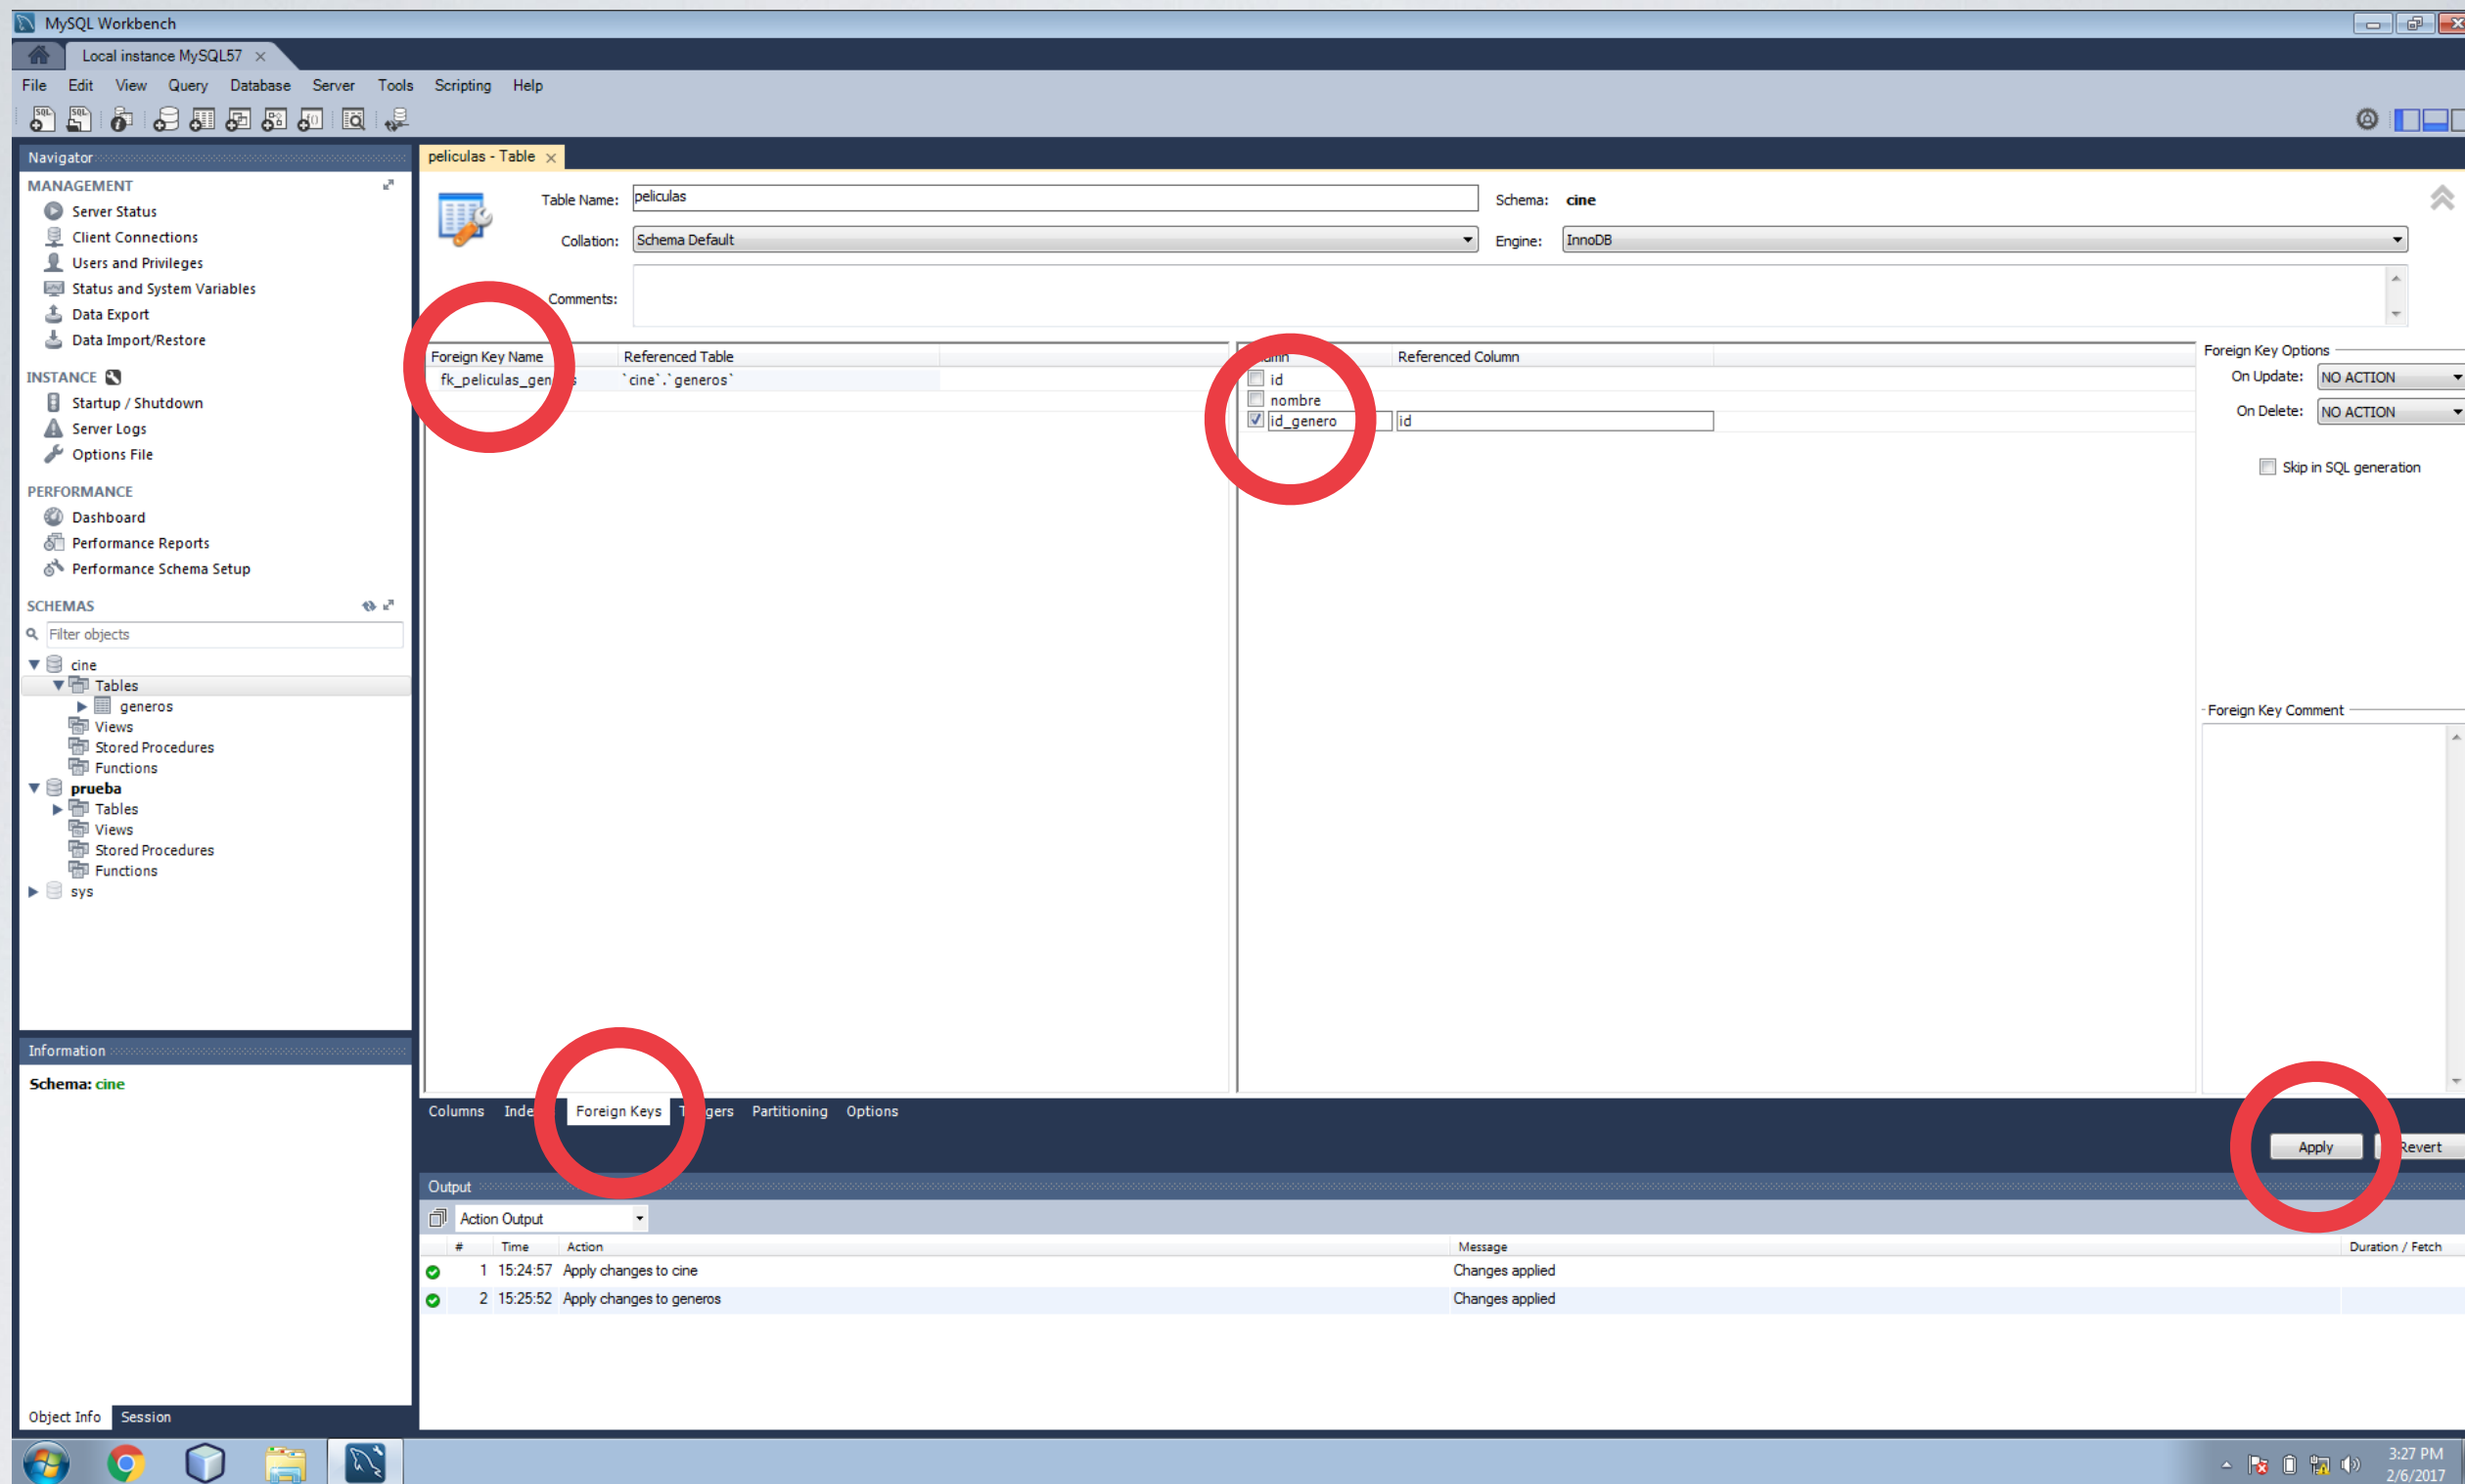 MySQL Workbench
Local instance MySQL57
File Edit View Query Database Server Tools Scripting Help
Navigator
MANAGEMENT
Server Status
Client Connections
Users and Privileges
Status and System Variables
Data Export
Data Import/Restore
INSTANCE
Startup / Shutdown
Server Logs
Options File
PERFORMANCE
Dashboard
Performance Reports
Performance Schema Setup
SCHEMAS
Filter objects
cine
Tables
generos
Views
Stored Procedures
Functions
prueba
Tables
Views
Stored Procedures
Functions
sys
Information
Schema: cine
Object Info Session
peliculas - Table
Table Name: peliculas Schema: cine
Collation: Schema Default Engine: InnoDB
Comments:
Foreign Key Name Referenced Table
`cine`.`generos`
Referenced Column
id
nombre
id_genero id
Foreign Key Options
On Update: NO ACTION
On Delete: NO ACTION
Skip in SQL generation
Foreign Key Comment
Columns Foreign Keys Partitioning Options
Apply Revert
Output
Action Output
# Time Action Message Duration / Fetch
1 15:24:57 Apply changes to cine Changes applied
2 15:25:52 Apply changes to generos Changes applied
3:27 PM
2/6/2017